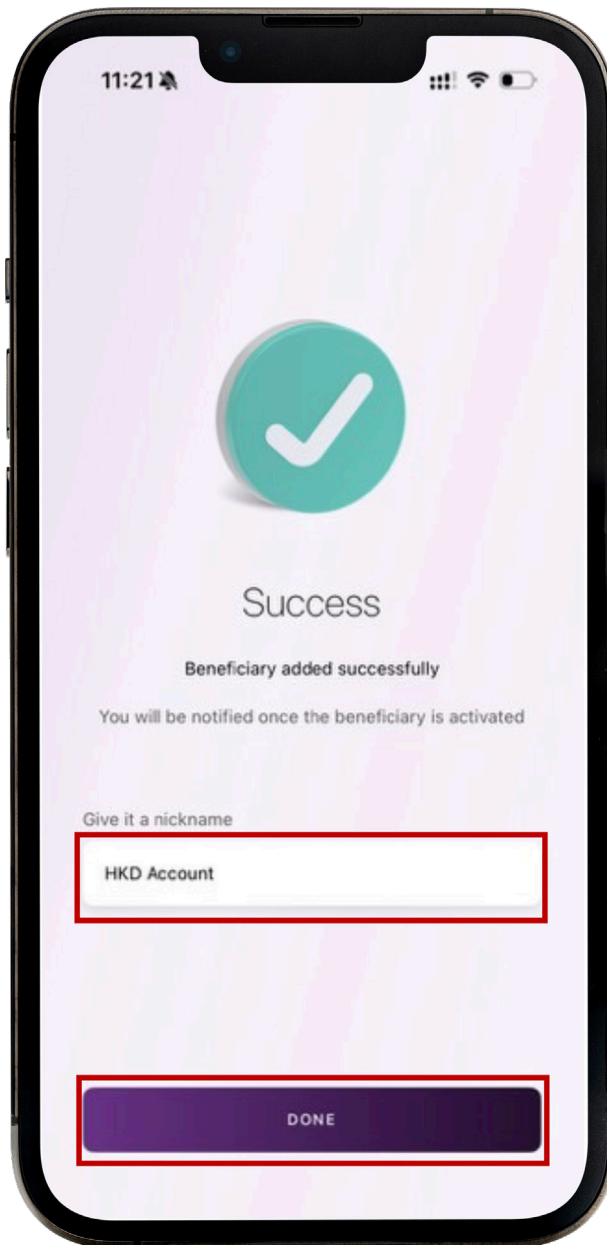 11:21
Success
Beneficiary added successfully
You will be notified once the beneficiary is activated
Give it a nickname
HKD Account
DONE